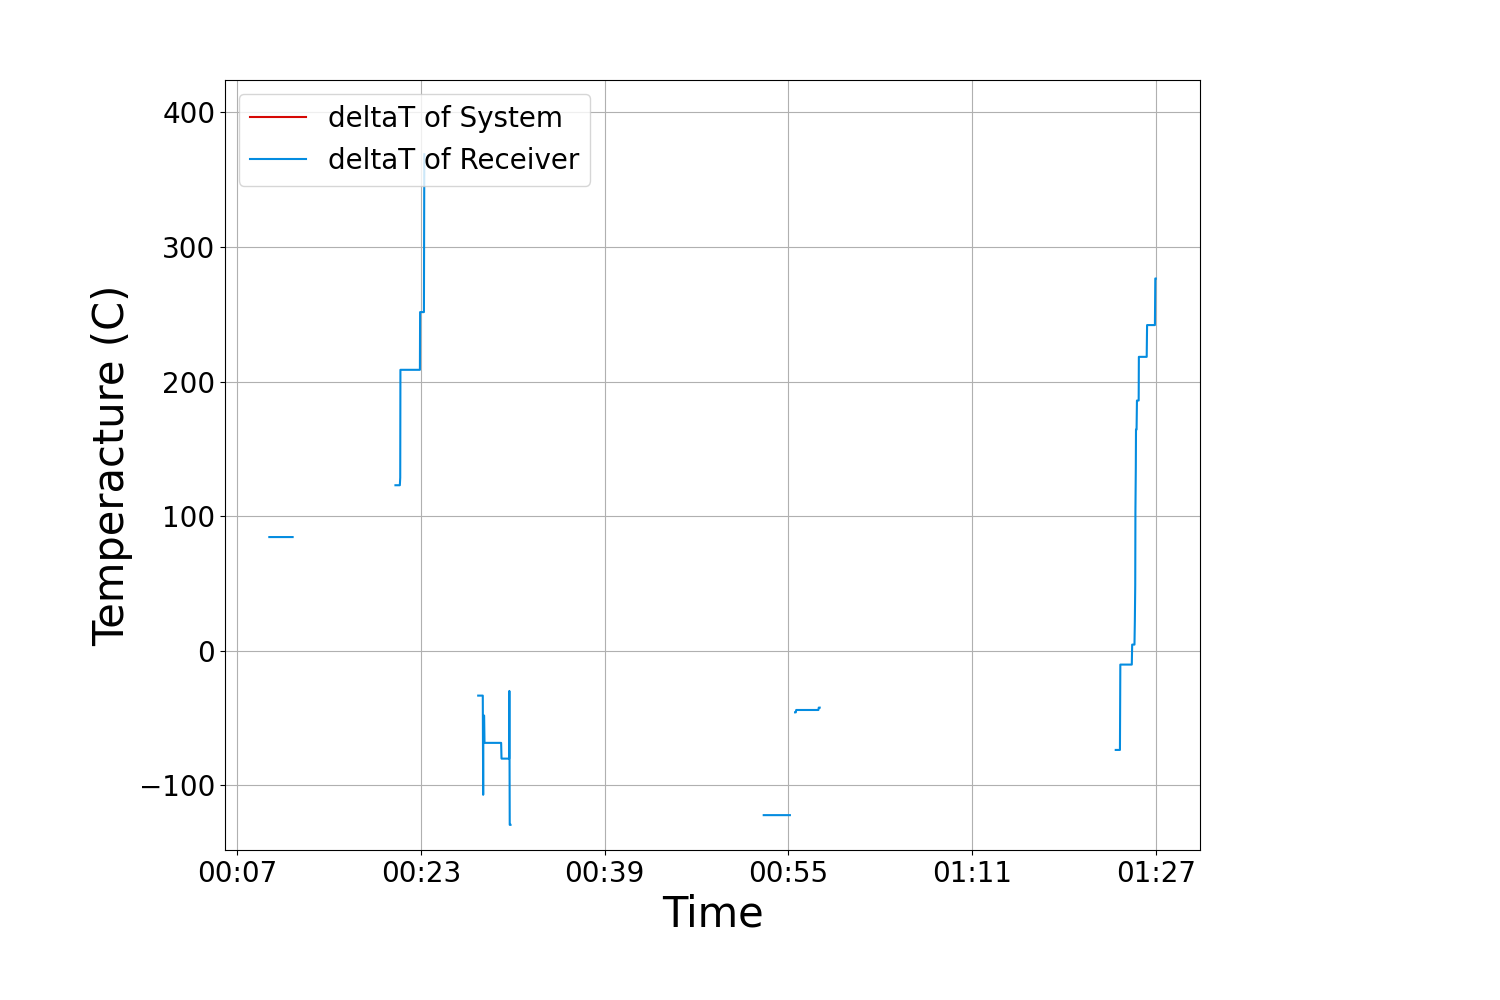 deltaT of System
deltaT of Receiver
400
300
200
100
0
−100
Temperacture (C)
00:07 00:23 00:39 00:55 01:11 01:27
Time